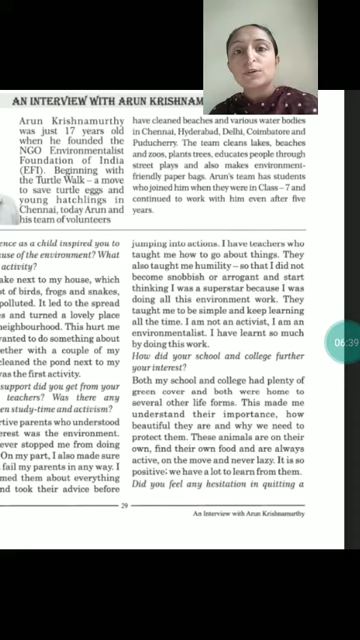 AN INTERVIEW WITH ARUN KRISHNAM
Arun Krishnamurthy
was just 17 years old
when he founded the
NGO Environmentalist
Foundation of India
(EFI). Beginning with
the Turtle Walk – a move
to save turtle eggs and
young hatchlings in
Chennai, today Arun and
his team of volunteers
have cleaned beaches and various water bodies
in Chennai, Hyderabad, Delhi, Coimbatore and
Puducherry. The team cleans lakes, beaches
and zoos, plants trees, educates people through
street plays and also makes environment-
friendly paper bags. Arun's team has students
who joined him when they were in Class – 7 and
continued to work with him even after five
years.
ence as a child inspired you to
ause of the environment? What
activity?
ake next to my house, which
ot of birds, frogs and snakes,
polluted. It led to the spread
es and turned a lovely place
neighbourhood. This hurt me
wanted to do something about
ether with a couple of my
cleaned the pond next to my
was the first activity.
support did you get from your
teachers? Was there any
en study-time and activism?
rtive parents who understood
erest was the environment.
ever stopped me from doing
On my part, I also made sure
fail my parents in any way. I
med them about everything
nd took their advice before
jumping into actions. I have teachers who
taught me how to go about things. They
also taught me humility – so that I did not
become snobbish or arrogant and start
thinking I was a superstar because I was
doing all this environment work. They
taught me to be simple and keep learning
all the time. I am not an activist, I am an
environmentalist. I have learnt so much
by doing this work.
How did your school and college further
your interest?
Both my school and college had plenty of
green cover and both were home to
several other life forms. This made me
understand their importance, how
beautiful they are and why we need to
protect them. These animals are on their
own, find their own food and are always
active, on the move and never lazy. It is so
positive; we have a lot to learn from them.
Did you feel any hesitation in quitting a
29
An Interview with Arun Krishnamurthy
06:39